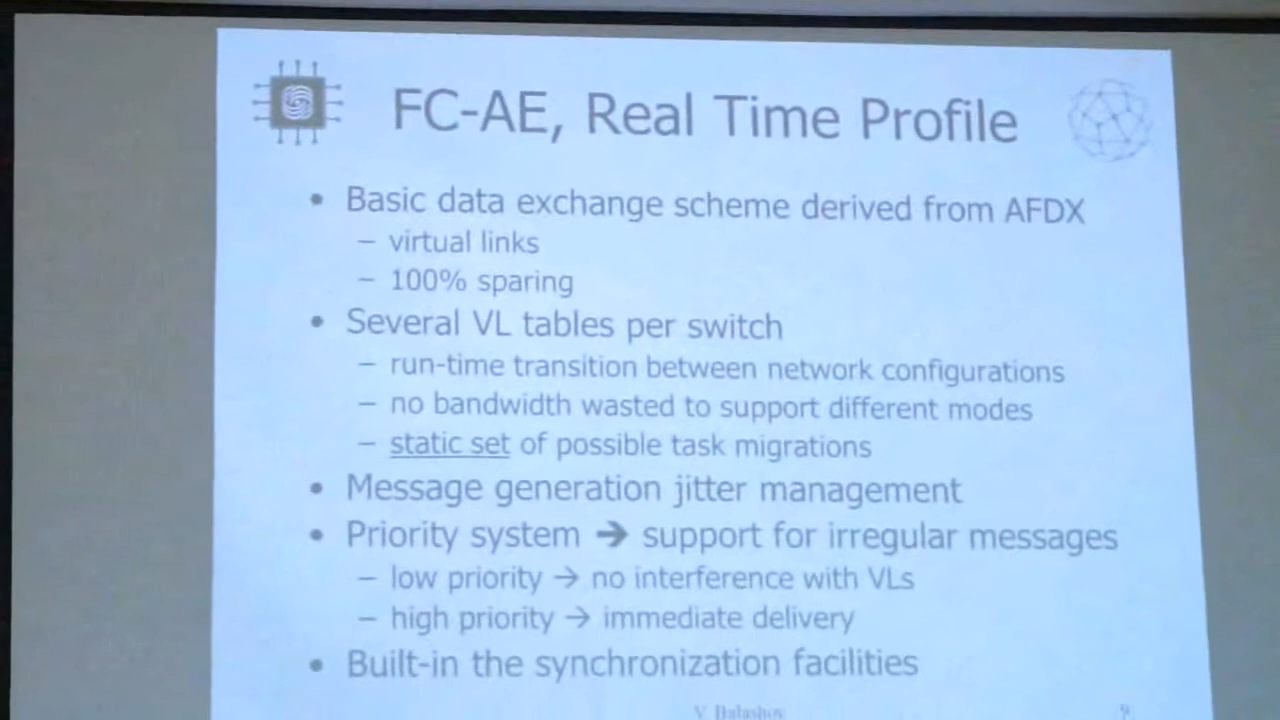 FC-AE, Real Time Profile
• Basic data exchange scheme derived from AFDX
– virtual links
– 100% sparing
• Several VL tables per switch
– run-time transition between network configurations
– no bandwidth wasted to support different modes
– static set of possible task migrations
• Message generation jitter management
• Priority system → support for irregular messages
– low priority → no interference with VLs
– high priority → immediate delivery
• Built-in the synchronization facilities
V. Balashov
9